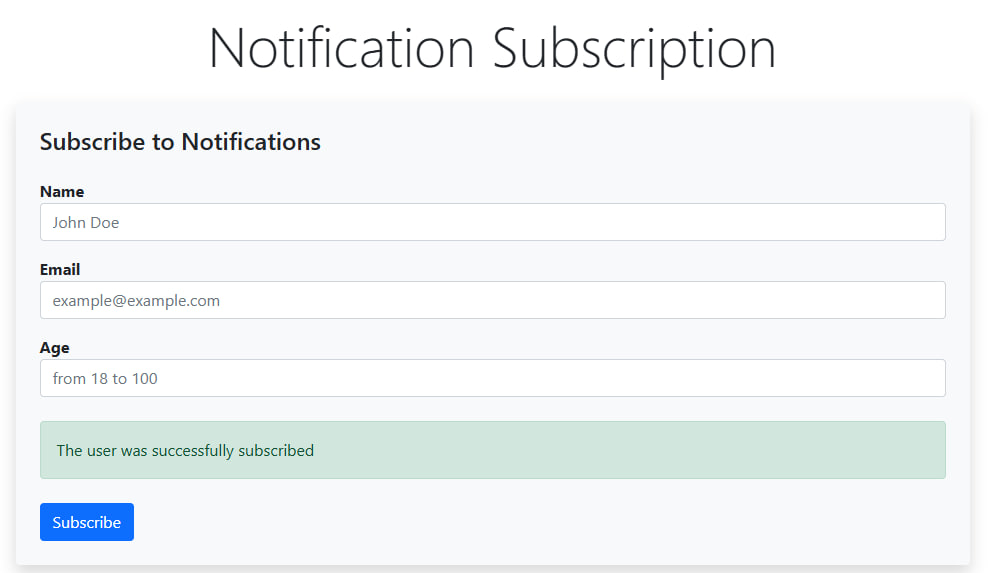 Notification Subscription
Subscribe to Notifications
Name
John Doe
Email
example@example.com
Age
from 18 to 100
The user was successfully subscribed
Subscribe